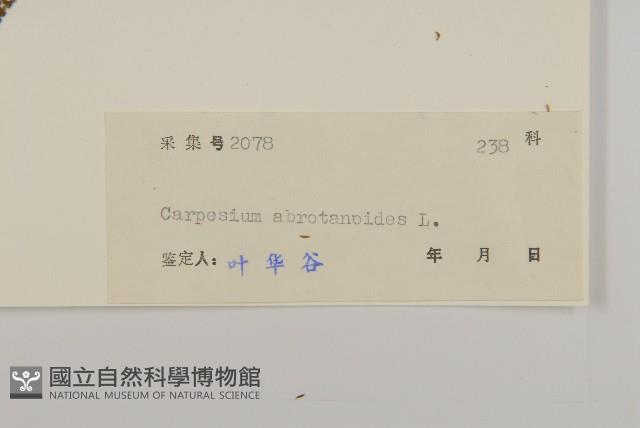 采集号2078 238 科
Carpesium abrotanoides L.
鉴定人：叶华谷 年 月 日
國立自然科學博物館
NATIONAL MUSEUM OF NATURAL SCIENCE